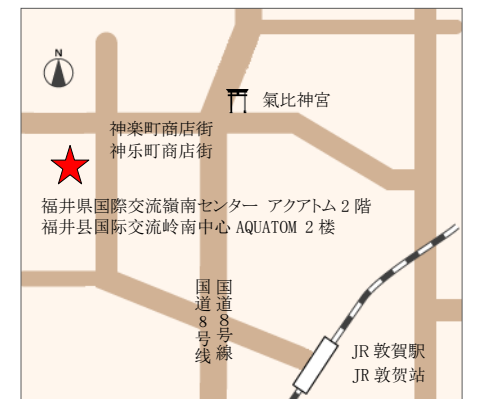 N
氣比神宮
神楽町商店街
神乐町商店街
福井県国際交流嶺南センター アクアトム 2 階
福井县国际交流岭南中心 AQUATOM 2 楼
国道8号線
国道8号线
JR 敦賀駅
JR 敦贺站